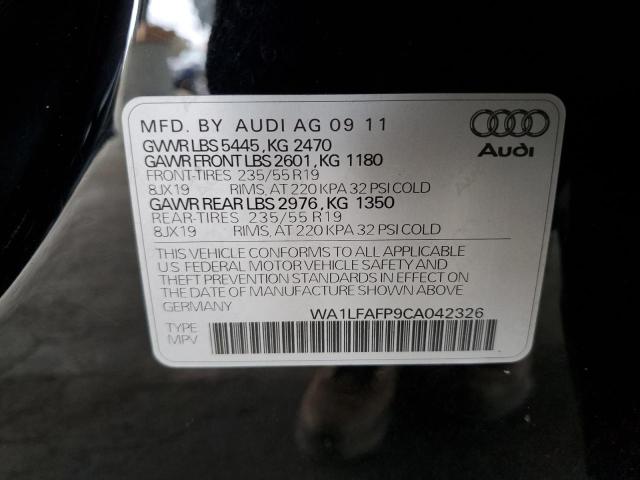 MFD. BY AUDI AG 09 11
GVWR LBS 5445, KG 2470
GAWR FRONT LBS 2601, KG 1180
FRONT-TIRES 235/55 R19
8JX19 RIMS, AT 220 KPA 32 PSI COLD
GAWR REAR LBS 2976, KG 1350
REAR-TIRES 235/55 R19
8JX19 RIMS, AT 220 KPA 32 PSI COLD
THIS VEHICLE CONFORMS TO ALL APPLICABLE
U.S. FEDERAL MOTOR VEHICLE SAFETY AND
THEFT PREVENTION STANDARDS IN EFFECT ON
THE DATE OF MANUFACTURE SHOWN ABOVE.
GERMANY WA1LFAFP9CA042326
TYPE
MPV
Audi